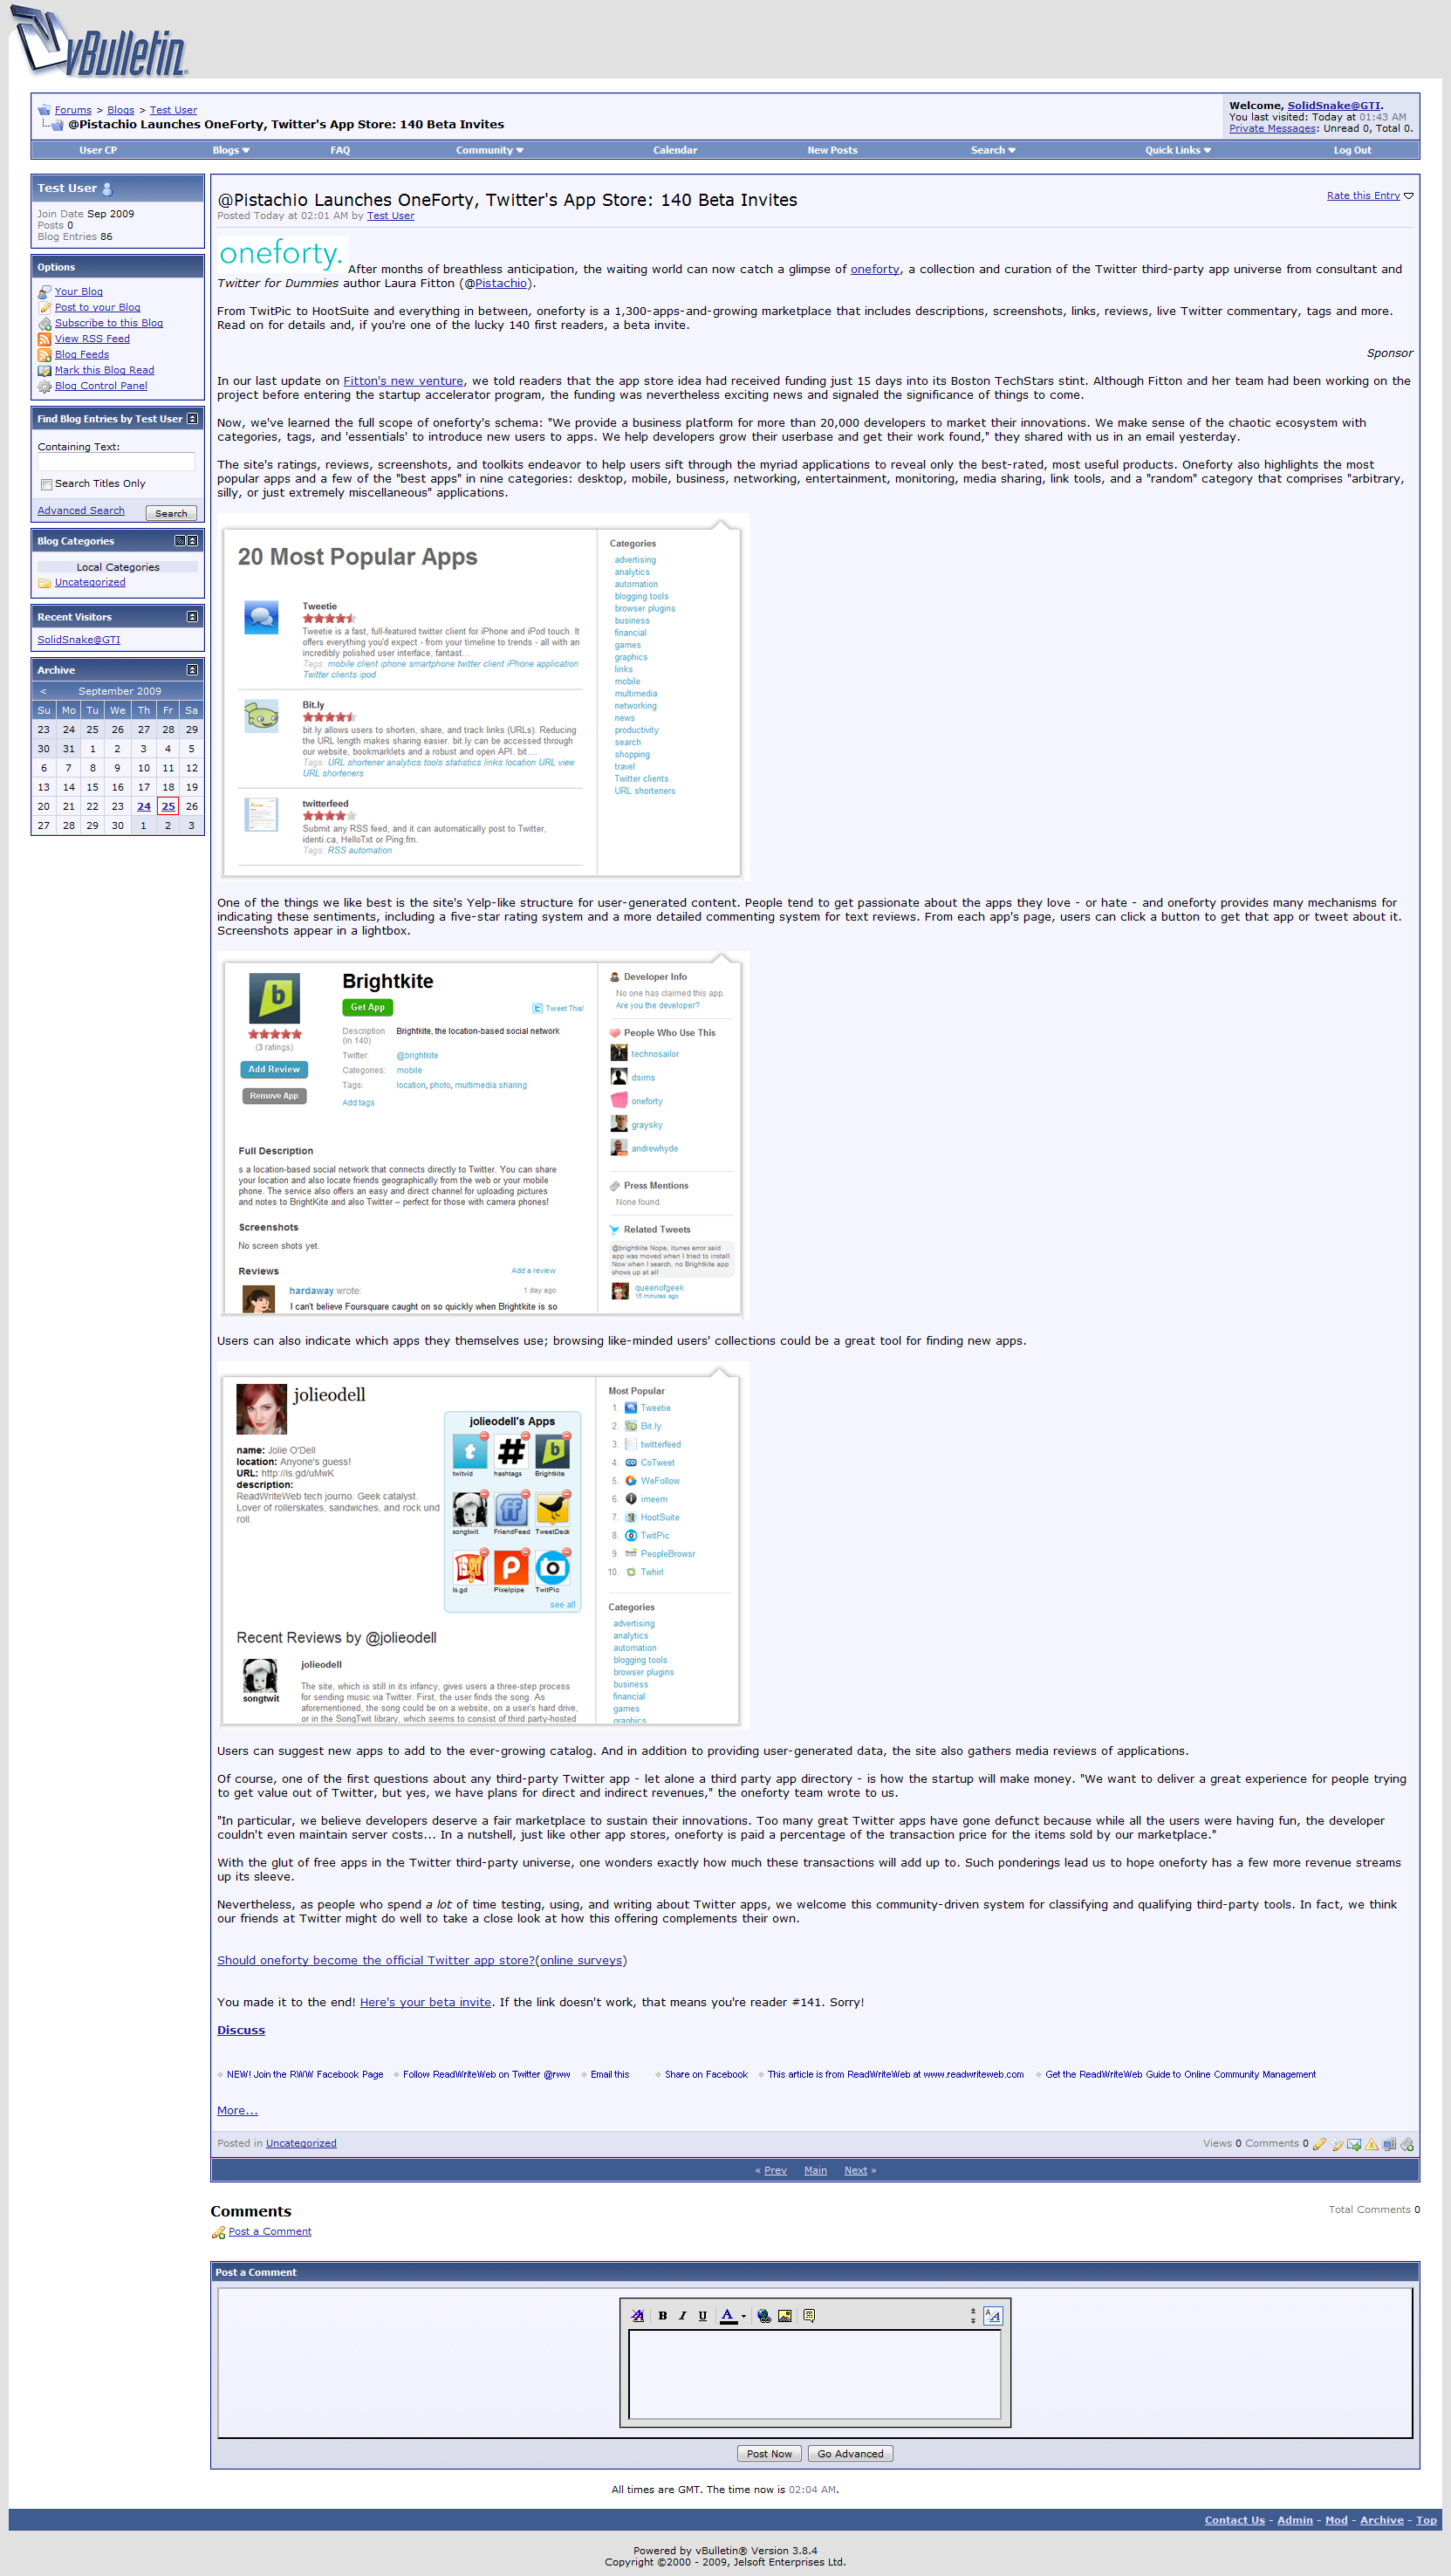 vBulletin
Forums > Blogs > Test User
@Pistachio Launches OneForty, Twitter's App Store: 140 Beta Invites
Welcome, SolidSnake@GTI.
You last visited: Today at 01:43 AM
Private Messages: Unread 0, Total 0.
User CP Blogs FAQ Community Calendar New Posts Search Quick Links Log Out
Test User
Join Date Sep 2009
Posts 0
Blog Entries 86
Options
Your Blog
Post to your Blog
Subscribe to this Blog
View RSS Feed
Blog Feeds
Mark this Blog Read
Blog Control Panel
Find Blog Entries by Test User
Containing Text:
Search Titles Only
Advanced Search Search
Blog Categories
Local Categories
Uncategorized
Recent Visitors
SolidSnake@GTI
Archive
< September 2009
Su Mo Tu We Th Fr Sa
23 24 25 26 27 28 29
30 31 1 2 3 4 5
6 7 8 9 10 11 12
13 14 15 16 17 18 19
20 21 22 23 24 25 26
27 28 29 30 1 2 3
@Pistachio Launches OneForty, Twitter's App Store: 140 Beta Invites
Rate this Entry
Posted Today at 02:01 AM by Test User
oneforty. After months of breathless anticipation, the waiting world can now catch a glimpse of oneforty, a collection and curation of the Twitter third-party app universe from consultant and
Twitter for Dummies author Laura Fitton (@Pistachio).
From TwitPic to HootSuite and everything in between, oneforty is a 1,300-apps-and-growing marketplace that includes descriptions, screenshots, links, reviews, live Twitter commentary, tags and more.
Read on for details and, if you're one of the lucky 140 first readers, a beta invite.
Sponsor
In our last update on Fitton's new venture, we told readers that the app store idea had received funding just 15 days into its Boston TechStars stint. Although Fitton and her team had been working on the
project before entering the startup accelerator program, the funding was nevertheless exciting news and signaled the significance of things to come.
Now, we've learned the full scope of oneforty's schema: "We provide a business platform for more than 20,000 developers to market their innovations. We make sense of the chaotic ecosystem with
categories, tags, and 'essentials' to introduce new users to apps. We help developers grow their userbase and get their work found," they shared with us in an email yesterday.
The site's ratings, reviews, screenshots, and toolkits endeavor to help users sift through the myriad applications to reveal only the best-rated, most useful products. Oneforty also highlights the most
popular apps and a few of the "best apps" in nine categories: desktop, mobile, business, networking, entertainment, monitoring, media sharing, link tools, and a "random" category that comprises "arbitrary,
silly, or just extremely miscellaneous" applications.
20 Most Popular Apps
Tweetie
Tweetie is a fast, full-featured twitter client for iPhone and iPod touch. It
offers everything you'd expect - from your timeline to trends - all with an
incredibly polished user interface, fantast...
Tags: mobile client iphone smartphone twitter client iPhone application
Twitter clients ipod
Bit.ly
bit.ly allows users to shorten, share, and track links (URLs). Reducing
the URL length makes sharing easier. bit.ly can be accessed through
our website, bookmarklets and a robust and open API. bit....
Tags: URL shortener analytics tools statistics links location URL view
URL shorteners
twitterfeed
Submit any RSS feed, and it can automatically post to Twitter,
identi.ca, HelloTxt or Ping.fm.
Tags: RSS automation
Categories
advertising
analytics
automation
blogging tools
browser plugins
business
financial
games
graphics
links
mobile
multimedia
networking
news
productivity
search
shopping
travel
Twitter clients
URL shorteners
One of the things we like best is the site's Yelp-like structure for user-generated content. People tend to get passionate about the apps they love - or hate - and oneforty provides many mechanisms for
indicating these sentiments, including a five-star rating system and a more detailed commenting system for text reviews. From each app's page, users can click a button to get that app or tweet about it.
Screenshots appear in a lightbox.
b
Brightkite
Get App
Tweet This!
(3 ratings)
Add Review
Remove App
Description (in 140) Brightkite, the location-based social network
Twitter: @brightkite
Categories: mobile
Tags: location, photo, multimedia sharing
Add tags
Full Description
s a location-based social network that connects directly to Twitter. You can share
your location and also locate friends geographically from the web or your mobile
phone. The service also offers an easy and direct channel for uploading pictures
and notes to BrightKite and also Twitter – perfect for those with camera phones!
Screenshots
No screen shots yet.
Reviews Add a review
hardaway wrote: 1 day ago
I can't believe Foursquare caught on so quickly when Brightkite is so
Developer Info
No one has claimed this app.
Are you the developer?
People Who Use This
technosailor
dsims
oneforty
graysky
andrewhyde
Press Mentions
None found.
Related Tweets
@brightkite Nope, itunes error said
app was moved when I tried to install.
Now when I search, no Brightkite app
shows up at all
queenofgeek
18 minutes ago
Users can also indicate which apps they themselves use; browsing like-minded users' collections could be a great tool for finding new apps.
jolieodell
name: Jolie O'Dell
location: Anyone's guess!
URL: http://is.gd/uMwK
description:
ReadWriteWeb tech journo. Geek catalyst.
Lover of rollerskates, sandwiches, and rock und
roll.
jolieodell's Apps
twitvid hashtags Brightkite
songtwit FriendFeed TweetDeck
Is.gd Pixelpipe TwitPic
see all
Recent Reviews by @jolieodell
jolieodell
songtwit
The site, which is still in its infancy, gives users a three-step process
for sending music via Twitter. First, the user finds the song. As
aforementioned, the song could be on a website, on a user's hard drive,
or in the SongTwit library, which seems to consist of third party-hosted
Most Popular
1. Tweetie
2. Bit.ly
3. twitterfeed
4. CoTweet
5. WeFollow
6. imeem
7. HootSuite
8. TwitPic
9. PeopleBrowsr
10. Twhirl
Categories
advertising
analytics
automation
blogging tools
browser plugins
business
financial
games
graphics
Users can suggest new apps to add to the ever-growing catalog. And in addition to providing user-generated data, the site also gathers media reviews of applications.
Of course, one of the first questions about any third-party Twitter app - let alone a third party app directory - is how the startup will make money. "We want to deliver a great experience for people trying
to get value out of Twitter, but yes, we have plans for direct and indirect revenues," the oneforty team wrote to us.
"In particular, we believe developers deserve a fair marketplace to sustain their innovations. Too many great Twitter apps have gone defunct because while all the users were having fun, the developer
couldn't even maintain server costs... In a nutshell, just like other app stores, oneforty is paid a percentage of the transaction price for the items sold by our marketplace."
With the glut of free apps in the Twitter third-party universe, one wonders exactly how much these transactions will add up to. Such ponderings lead us to hope oneforty has a few more revenue streams
up its sleeve.
Nevertheless, as people who spend a lot of time testing, using, and writing about Twitter apps, we welcome this community-driven system for classifying and qualifying third-party tools. In fact, we think
our friends at Twitter might do well to take a close look at how this offering complements their own.
Should oneforty become the official Twitter app store?(online surveys)
You made it to the end! Here's your beta invite. If the link doesn't work, that means you're reader #141. Sorry!
Discuss
NEW! Join the RWW Facebook Page Follow ReadWriteWeb on Twitter @rww Email this Share on Facebook This article is from ReadWriteWeb at www.readwriteweb.com Get the ReadWriteWeb Guide to Online Community Management
More...
Posted in Uncategorized
Views 0 Comments 0
« Prev Main Next »
Comments
Total Comments 0
Post a Comment
Post a Comment
B I U A
Post Now Go Advanced
All times are GMT. The time now is 02:04 AM.
Contact Us - Admin - Mod - Archive - Top
Powered by vBulletin® Version 3.8.4
Copyright ©2000 - 2009, Jelsoft Enterprises Ltd.